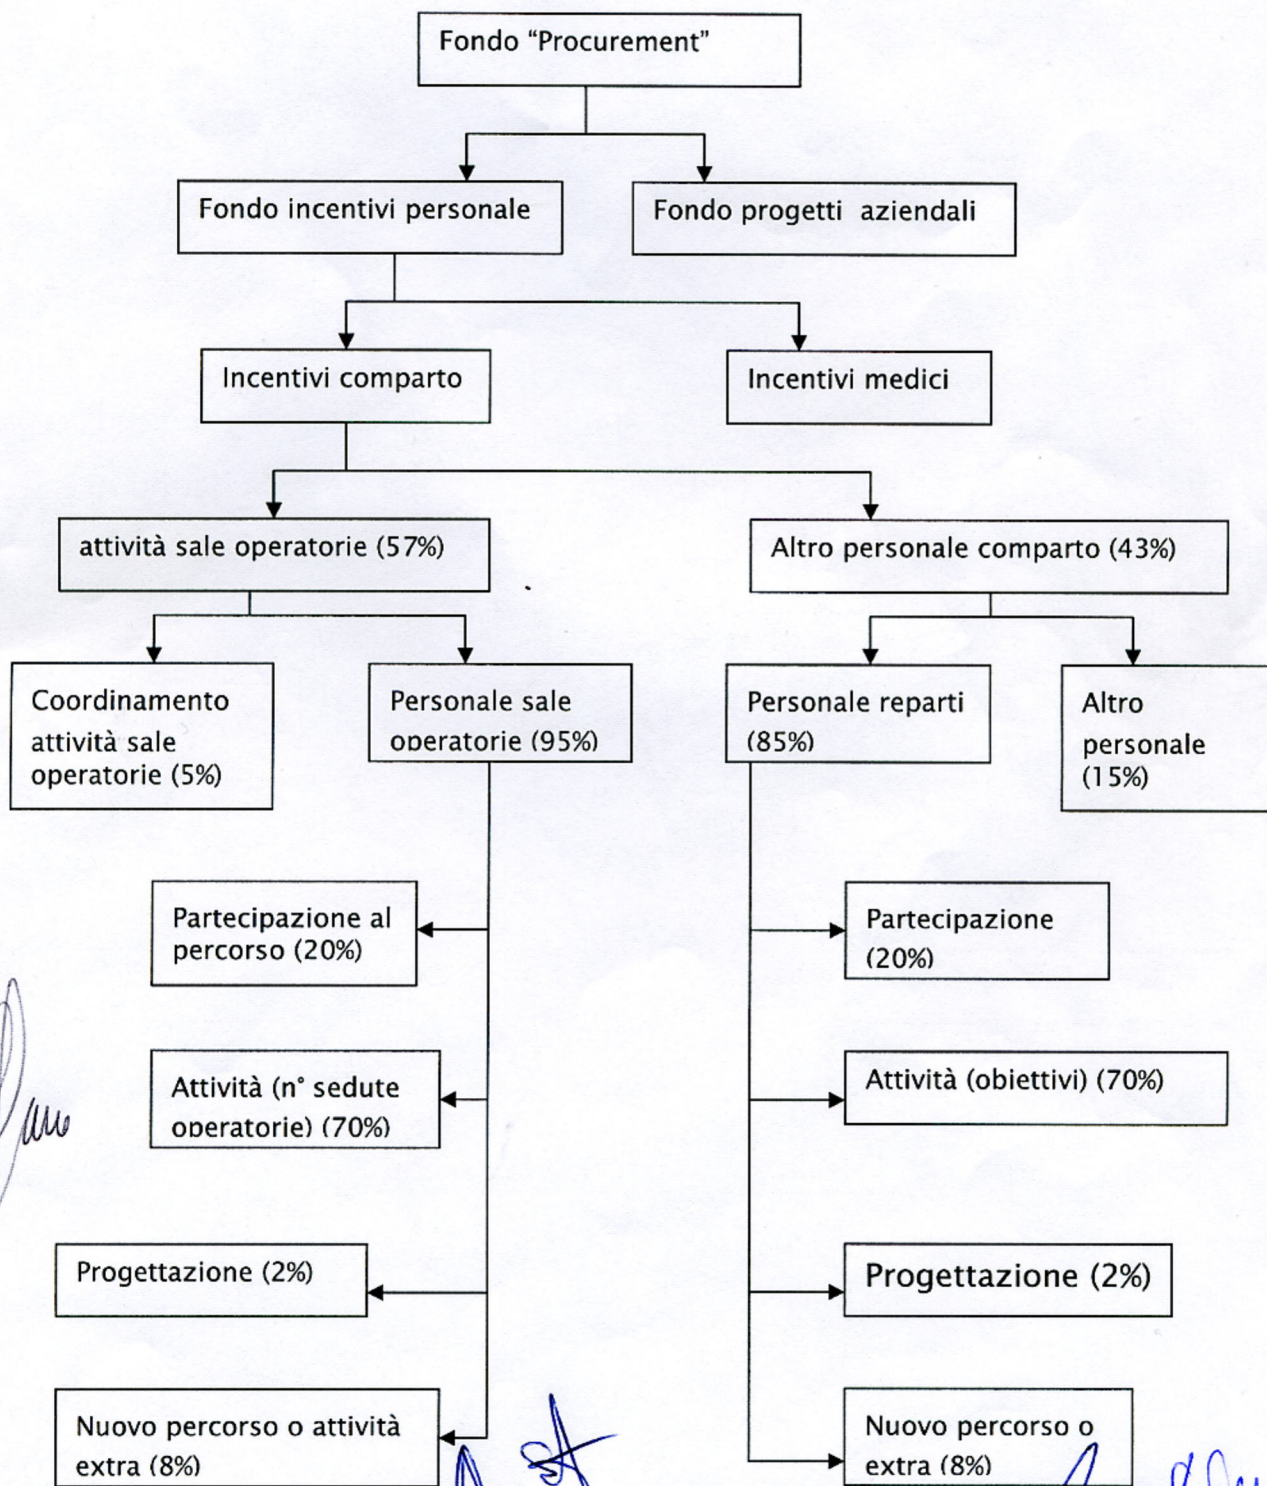 Fondo “Procurement”
Fondo incentivi personale
Fondo progetti aziendali
Incentivi comparto
Incentivi medici
attività sale operatorie (57%)
Altro personale comparto (43%)
Coordinamento
attività sale
operatorie (5%)
Personale sale
operatorie (95%)
Personale reparti
(85%)
Altro
personale
(15%)
Partecipazione al
percorso (20%)
Partecipazione
(20%)
Attività (n° sedute
operatorie) (70%)
Attività (obiettivi) (70%)
Progettazione (2%)
Progettazione (2%)
Nuovo percorso o attività
extra (8%)
Nuovo percorso o
extra (8%)